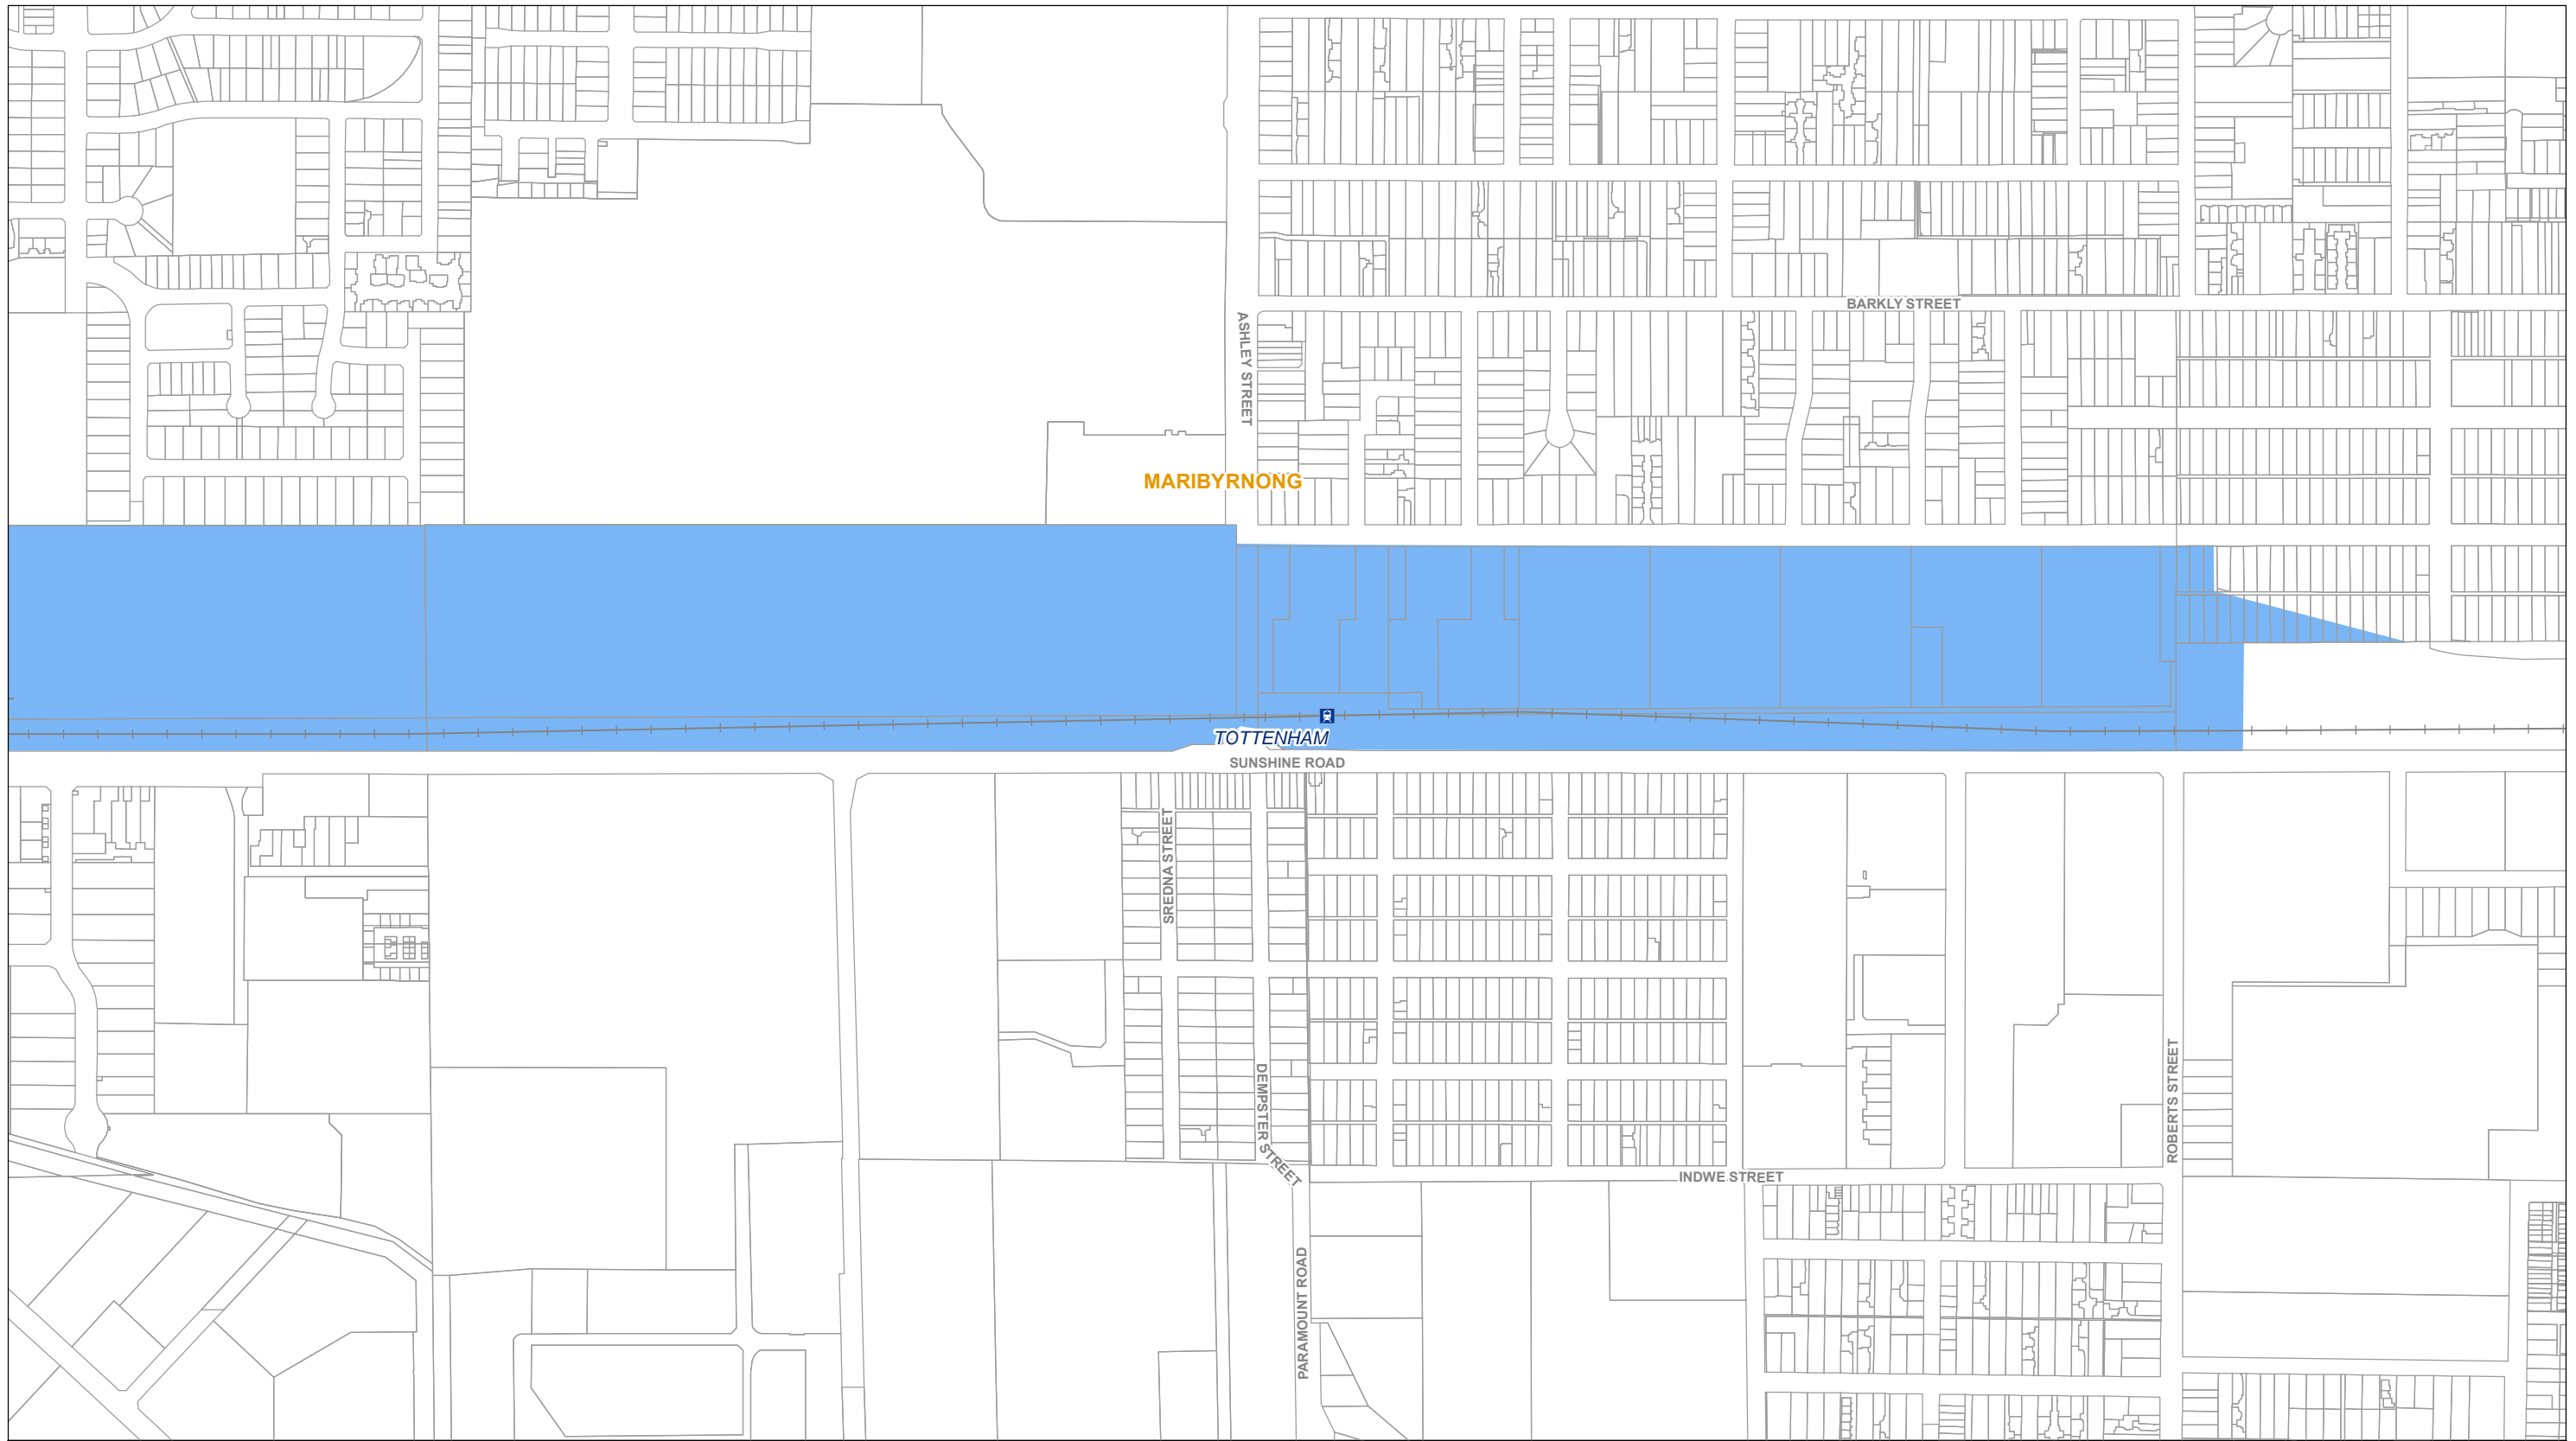 BARKLY STREET
ASHLEY STREET
MARIBYRNONG
TOTTENHAM
SUNSHINE ROAD
SREDNA STREET
DEMPSTER STREET
ROBERTS STREET
INDWE STREET
PARAMOUNT ROAD